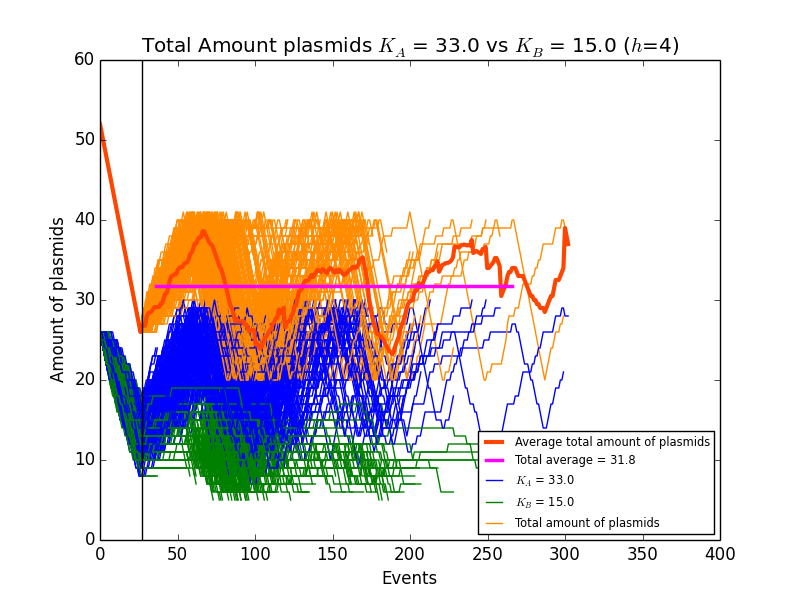 Total Amount plasmids K_A = 33.0 vs K_B = 15.0 (h=4)
60
50
40
30
20
10
0
Amount of plasmids
Average total amount of plasmids
Total average = 31.8
K_A = 33.0
K_B = 15.0
Total amount of plasmids
0 50 100 150 200 250 300 350 400
Events